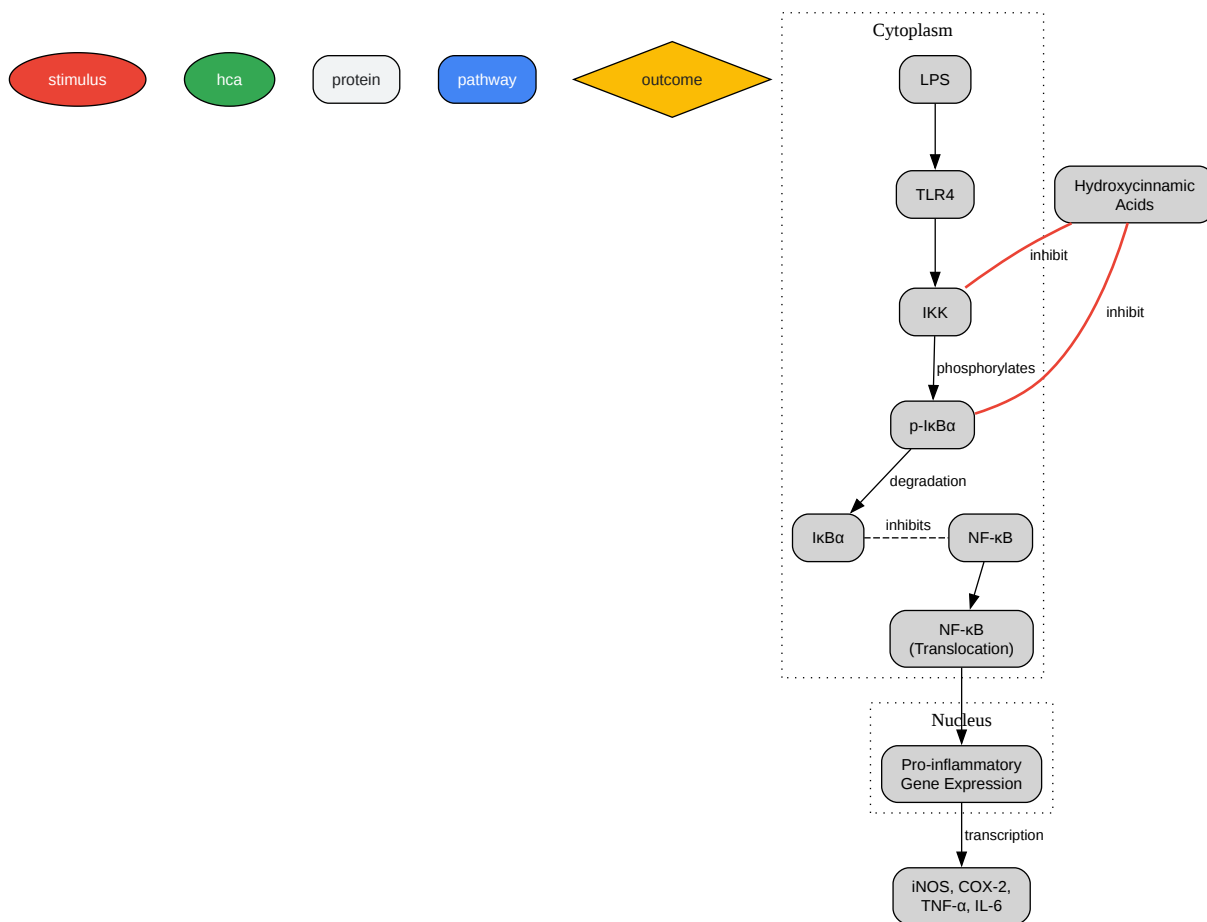 stimulus
hca
protein
pathway
outcome
Cytoplasm
LPS
TLR4
Hydroxycinnamic
Acids
inhibit
IKK
inhibit
phosphorylates
p-IκBα
degradation
IκBα
inhibits
NF-κB
NF-κB
(Translocation)
Nucleus
Pro-inflammatory
Gene Expression
transcription
iNOS, COX-2,
TNF-α, IL-6